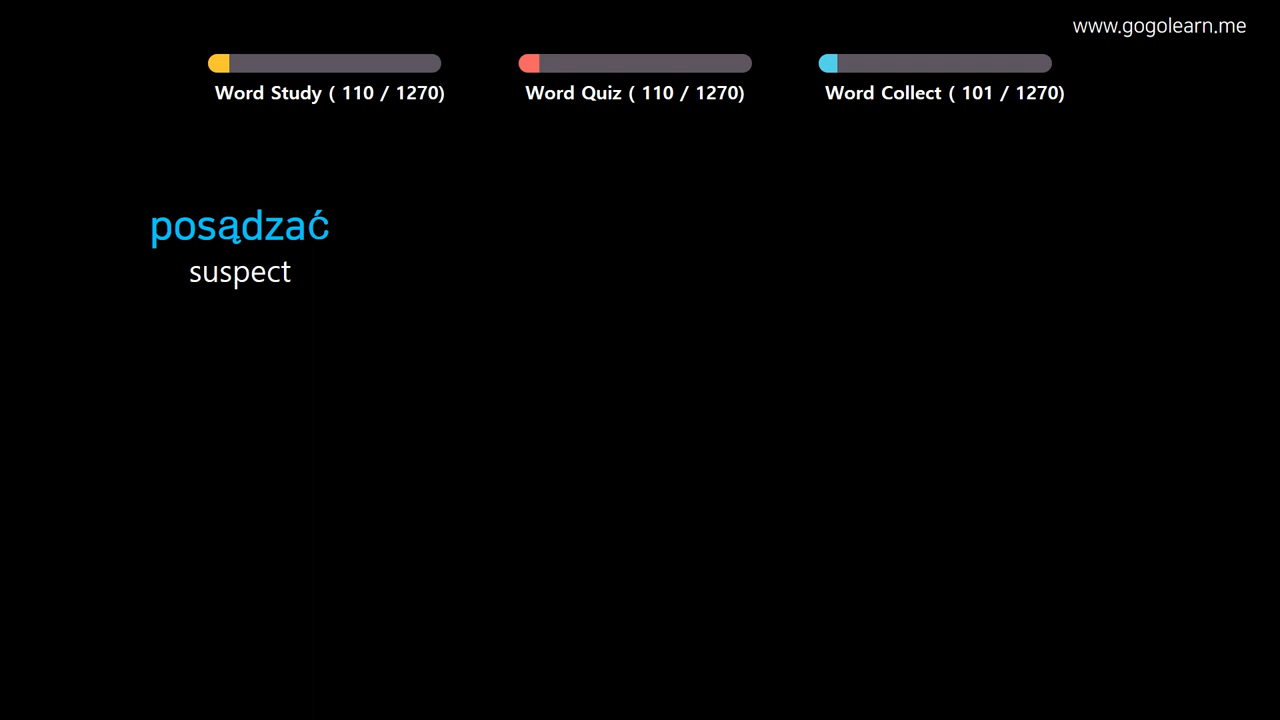 www.gogolearn.me
Word Study ( 110 / 1270)
Word Quiz ( 110 / 1270)
Word Collect ( 101 / 1270)
posądzać
suspect